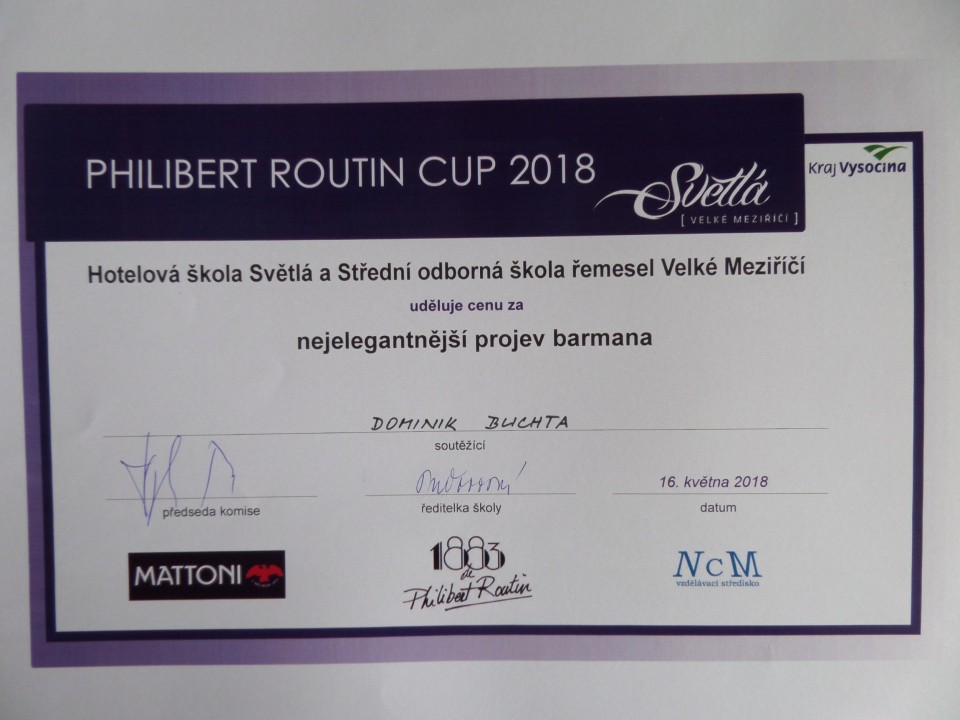 PHILIBERT ROUTIN CUP 2018
Světlá
[ VELKÉ MEZIŘÍČÍ ]
Kraj Vysočina
Hotelová škola Světlá a Střední odborná škola řemesel Velké Meziříčí
uděluje cenu za
nejelegantnější projev barmana
DOMINIK BUCHTA
soutěžící
16. května 2018
předseda komise
ředitelka školy
datum
MATTONI
1883
de
Philibert Routin
NcM
vzdělávací středisko